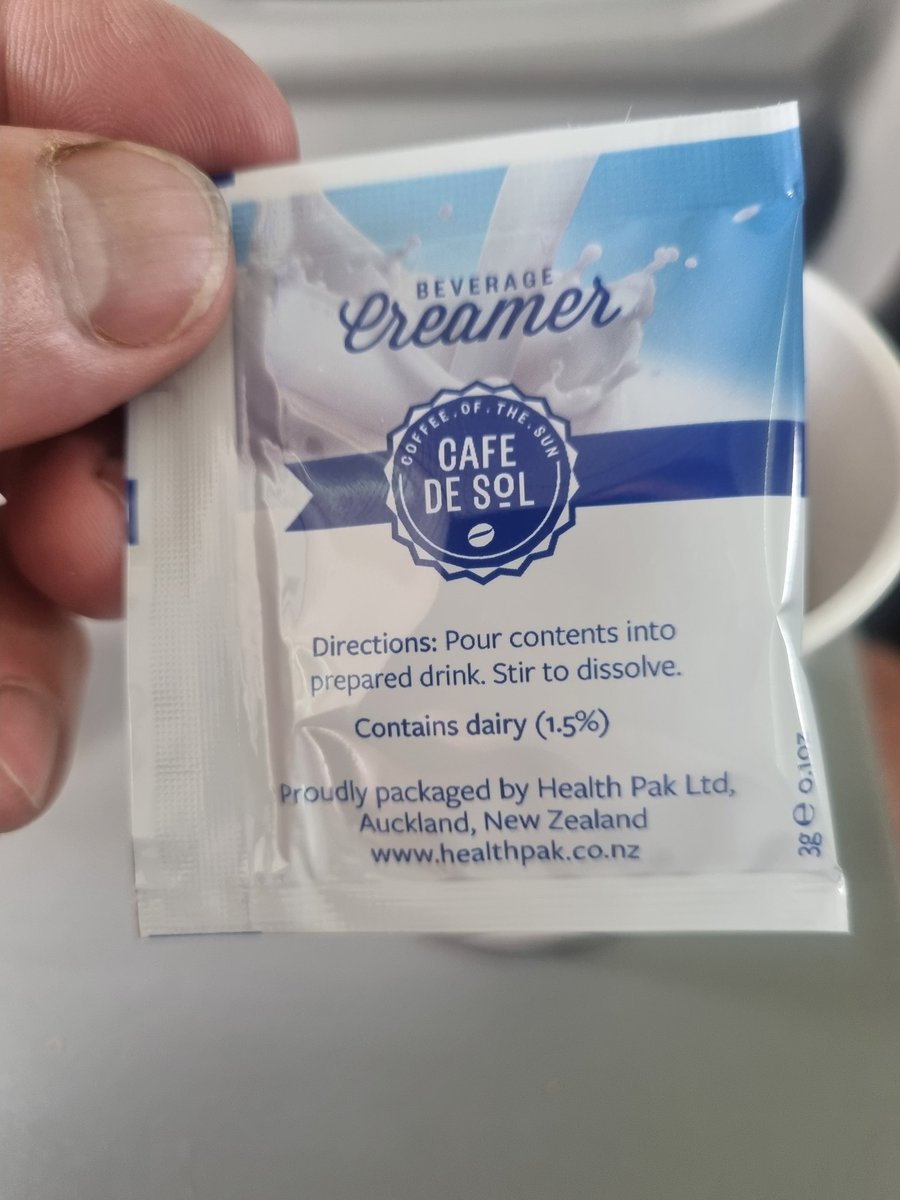 BEVERAGE
Creamer
COFFEE.OF.THE.SUN
CAFE
DE SOL
Directions: Pour contents into
prepared drink. Stir to dissolve.
Contains dairy (1.5%)
Proudly packaged by Health Pak Ltd,
Auckland, New Zealand
www.healthpak.co.nz
3g e 0.1oz